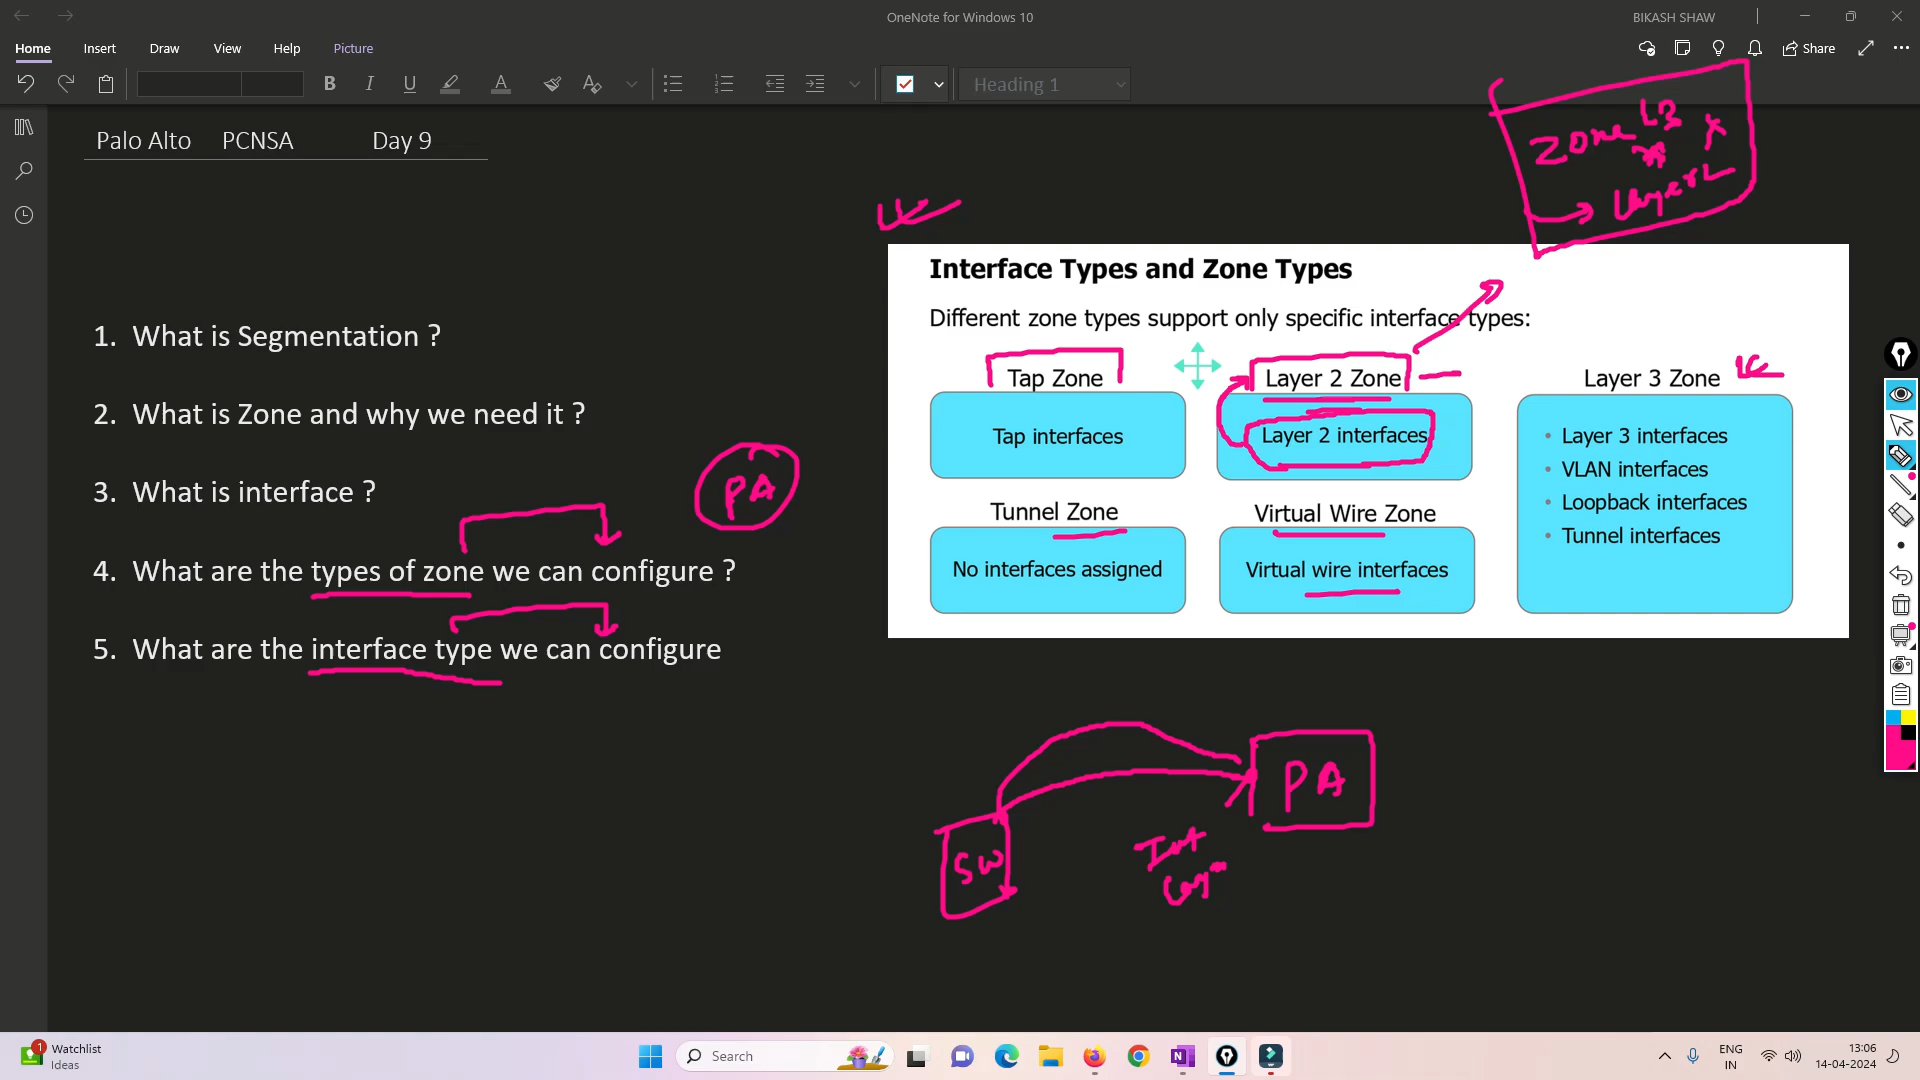 OneNote for Windows 10
BIKASH SHAW
Home Insert Draw View Help Picture
Share
B I U A A
Heading 1
Palo Alto PCNSA Day 9
Zone L3 X
Layer 2
Interface Types and Zone Types
Different zone types support only specific interface types:
Tap Zone
Tap interfaces
Layer 2 Zone
Layer 2 interfaces
Layer 3 Zone
• Layer 3 interfaces
• VLAN interfaces
• Loopback interfaces
• Tunnel interfaces
Tunnel Zone
No interfaces assigned
Virtual Wire Zone
Virtual wire interfaces
1. What is Segmentation ?
2. What is Zone and why we need it ?
3. What is interface ?
PA
4. What are the types of zone we can configure ?
5. What are the interface type we can configure
PA
SW
Int
1
Watchlist
Ideas
Search
ENG
IN
13:06
14-04-2024